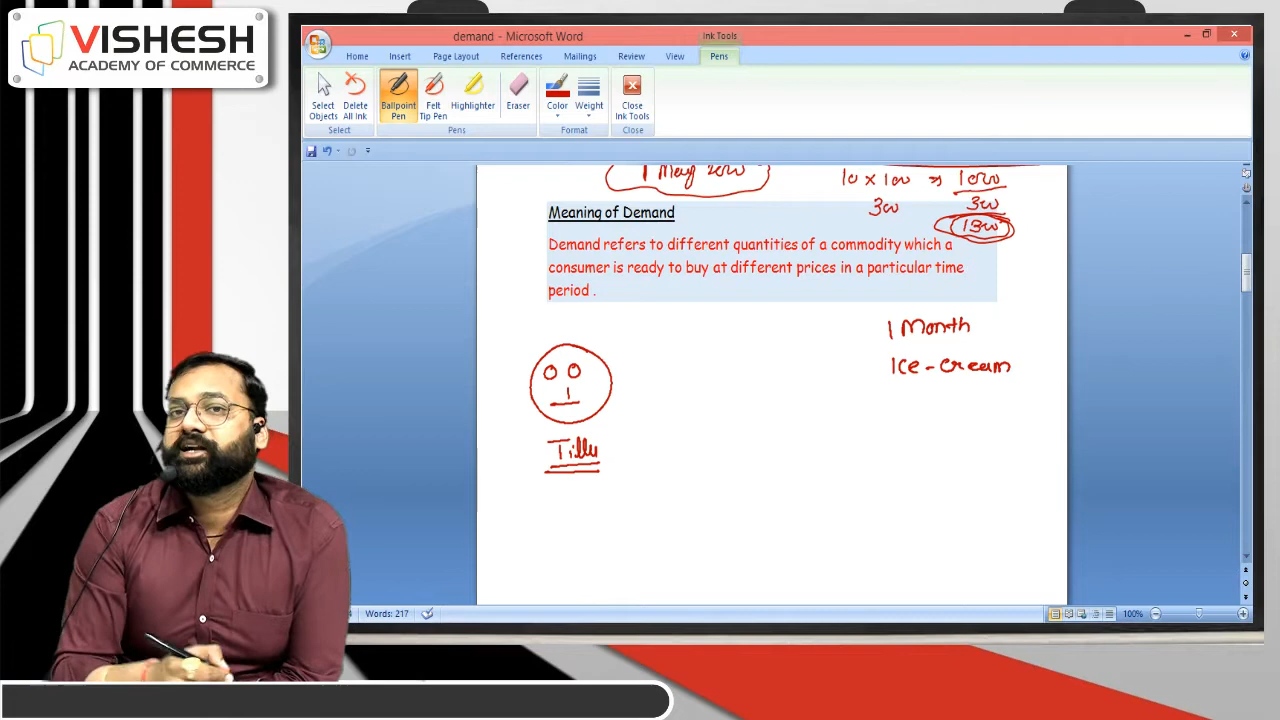 VISHESH
ACADEMY OF COMMERCE
demand - Microsoft Word
Ink Tools
Home Insert Page Layout References Mailings Review View Pens
Select Objects
Delete All Ink
Ballpoint Pen
Felt Tip Pen
Highlighter
Eraser
Color
Weight
Close Ink Tools
Select Pens Format Close
10 x 100 ⇒ 1000
300 300
1300
Meaning of Demand
Demand refers to different quantities of a commodity which a
consumer is ready to buy at different prices in a particular time
period .
1 Month
Ice-cream
Tillu
Words: 217
100%